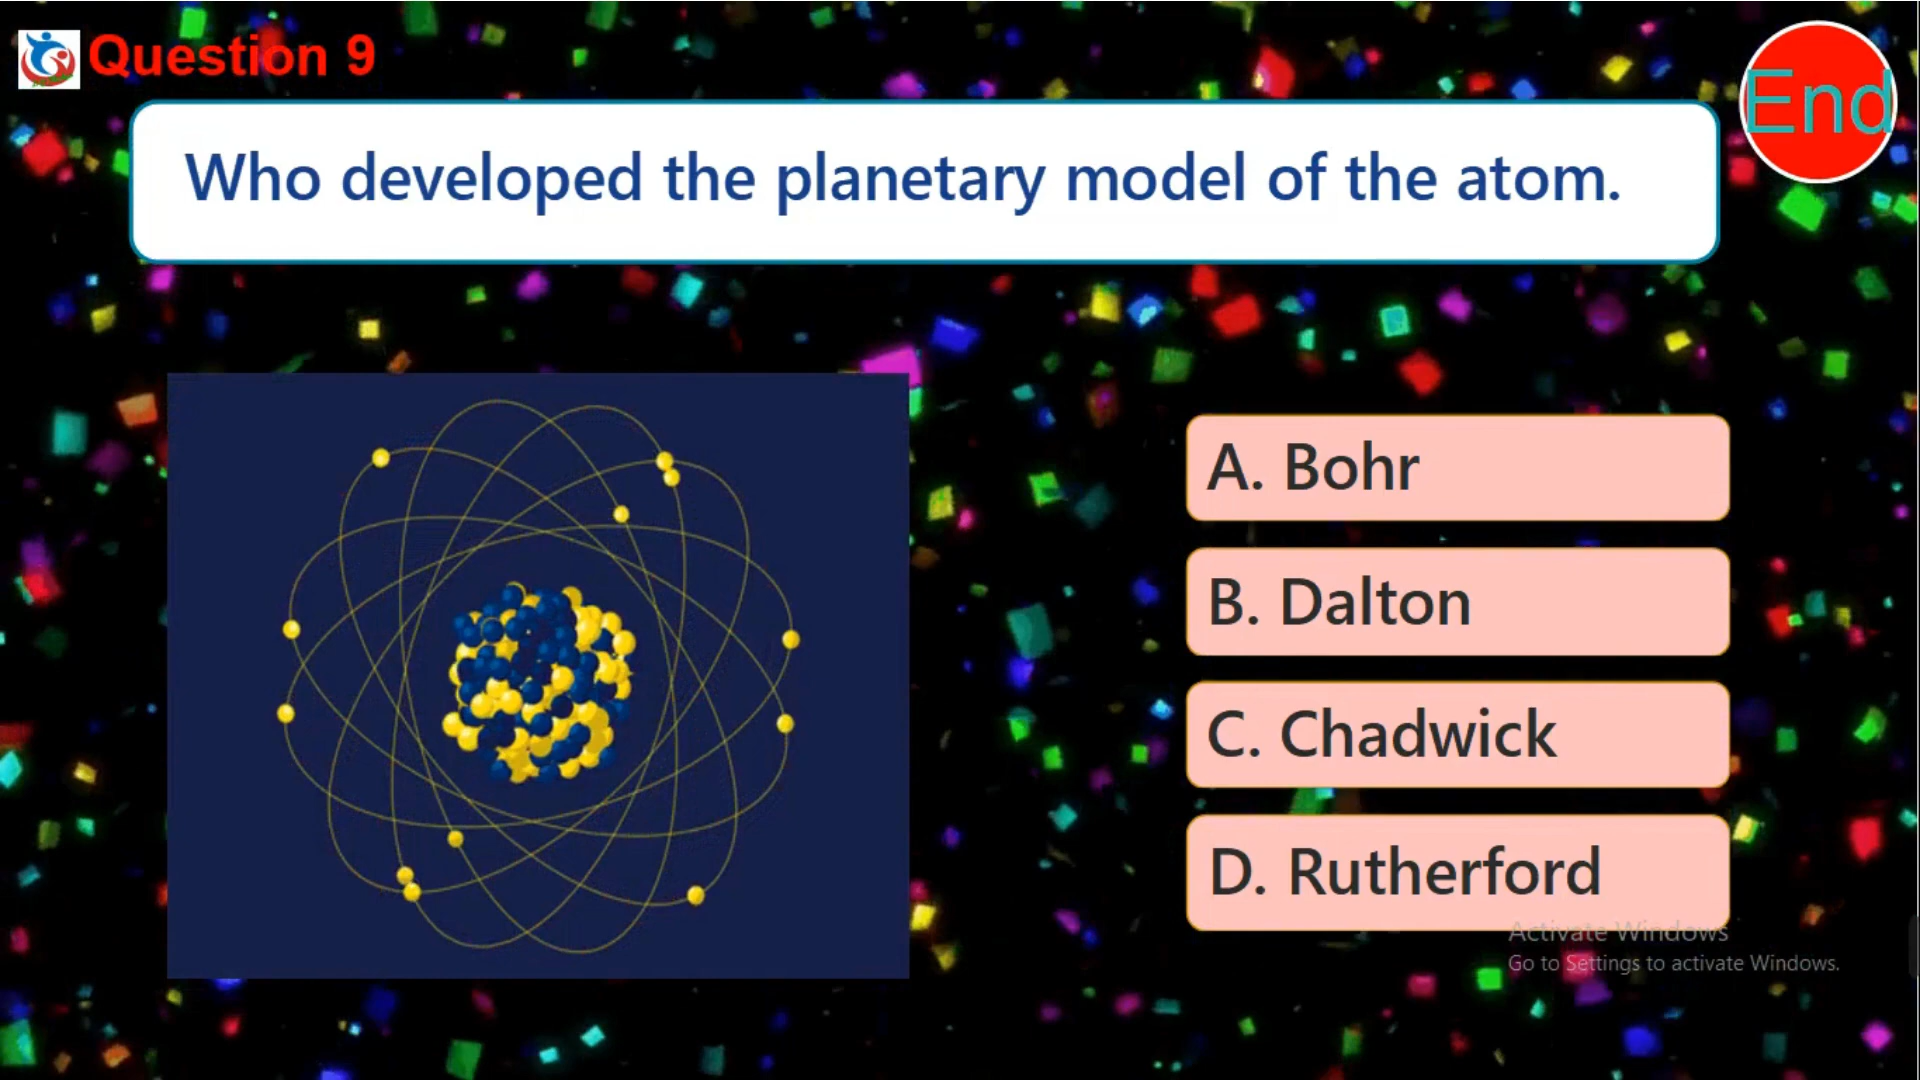 Question 9
End
Who developed the planetary model of the atom.
A. Bohr
B. Dalton
C. Chadwick
D. Rutherford
Activate Windows
Go to Settings to activate Windows.